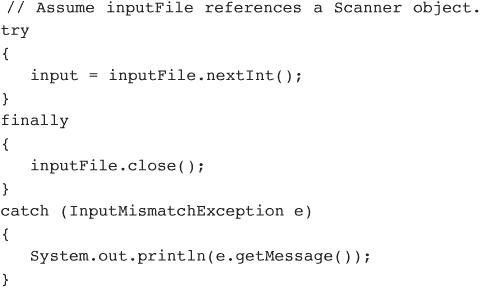 // Assume inputFile references a Scanner object.
try
{
   input = inputFile.nextInt();
}
finally
{
   inputFile.close();
}
catch (InputMismatchException e)
{
   System.out.println(e.getMessage());
}